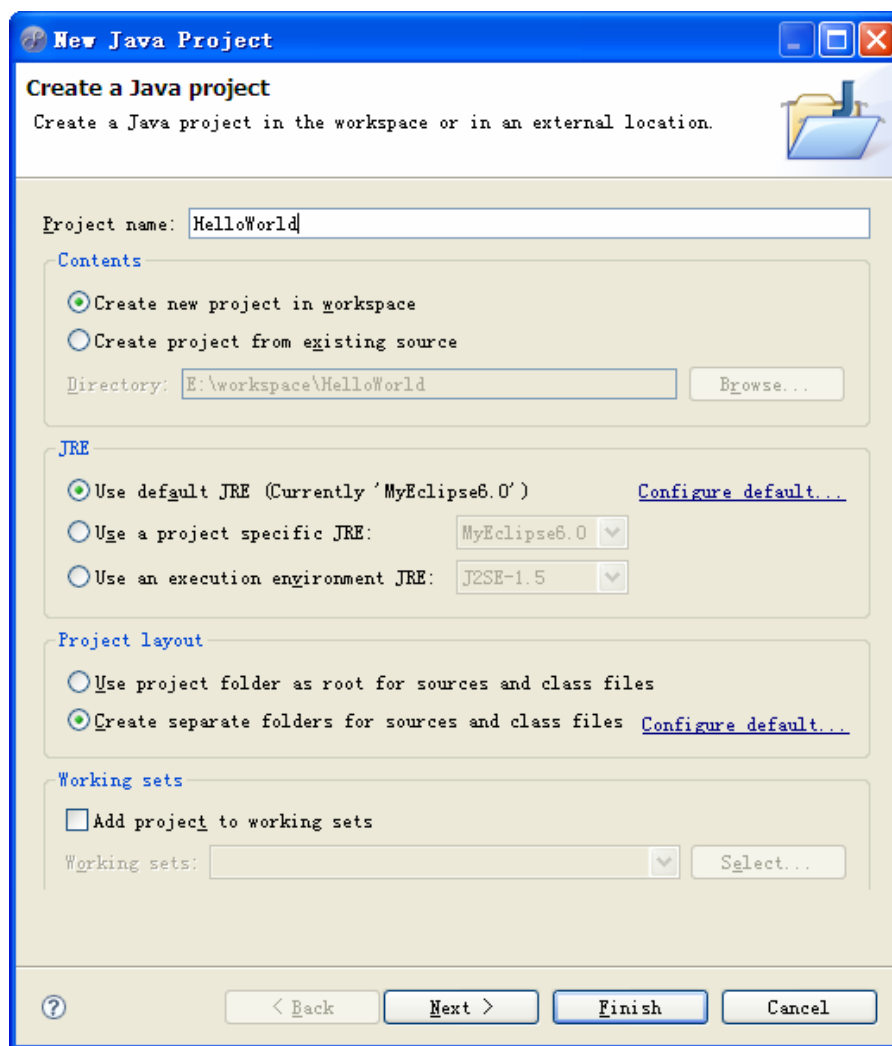 New Java Project
Create a Java project
Create a Java project in the workspace or in an external location.
Project name: HelloWorld
Contents
Create new project in workspace
Create project from existing source
Directory: E:\workspace\HelloWorld Browse...
JRE
Use default JRE (Currently 'MyEclipse6.0') Configure default...
Use a project specific JRE: MyEclipse6.0
Use an execution environment JRE: J2SE-1.5
Project layout
Use project folder as root for sources and class files
Create separate folders for sources and class files Configure default...
Working sets
Add project to working sets
Working sets: Select...
? < Back Next > Finish Cancel